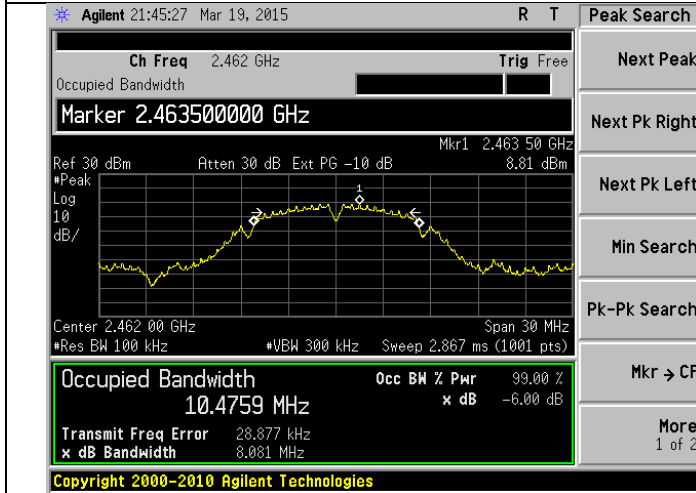 Agilent 21:45:27 Mar 19, 2015 R T
Peak Search
Ch Freq 2.462 GHz Trig Free
Occupied Bandwidth
Marker 2.463500000 GHz
Mkr1 2.463 50 GHz
Ref 30 dBm Atten 30 dB Ext PG -10 dB 8.81 dBm
#Peak
Log
10
dB/
1
Center 2.462 00 GHz Span 30 MHz
#Res BW 100 kHz #VBW 300 kHz Sweep 2.867 ms (1001 pts)
Occupied Bandwidth Occ BW % Pwr 99.00 %
10.4759 MHz x dB -6.00 dB
Transmit Freq Error 28.877 kHz
x dB Bandwidth 8.081 MHz
Copyright 2000-2010 Agilent Technologies
Next Peak
Next Pk Right
Next Pk Left
Min Search
Pk-Pk Search
Mkr → CF
More
1 of 2